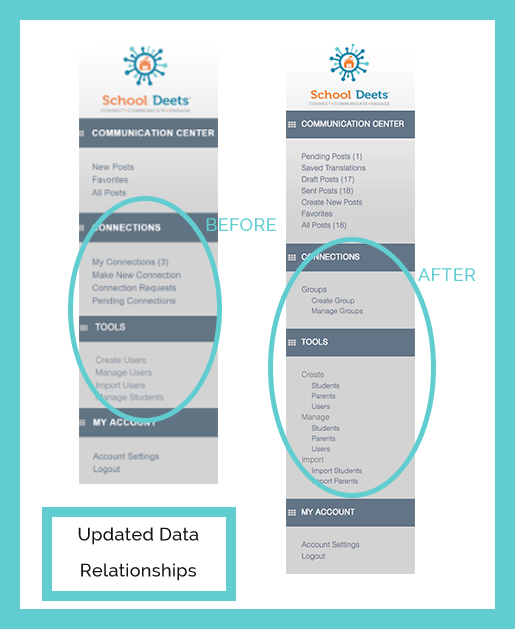 School Deets
CONNECT • COMMUNICATE • ENGAGE
COMMUNICATION CENTER
New Posts
Favorites
All Posts
CONNECTIONS
My Connections (3)
Make New Connection
Connection Requests
Pending Connections
TOOLS
Create Users
Manage Users
Import Users
Manage Students
MY ACCOUNT
Account Settings
Logout
BEFORE
School Deets
CONNECT • COMMUNICATE • ENGAGE
COMMUNICATION CENTER
Pending Posts (1)
Saved Translations
Draft Posts (17)
Sent Posts (18)
Create New Posts
Favorites
All Posts (18)
CONNECTIONS
Groups
Create Group
Manage Groups
TOOLS
Create
Students
Parents
Users
Manage
Students
Parents
Users
Import
Import Students
Import Parents
MY ACCOUNT
Account Settings
Logout
AFTER
Updated Data
Relationships